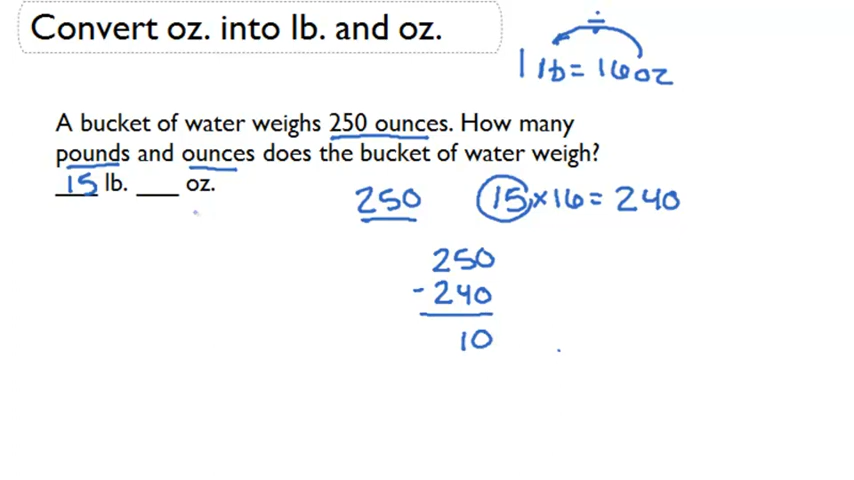 Convert oz. into lb. and oz.
÷
1 lb = 16 oz
A bucket of water weighs 250 ounces. How many
pounds and ounces does the bucket of water weigh?
15 lb. ___ oz.
250 15 × 16 = 240
250
- 240
10